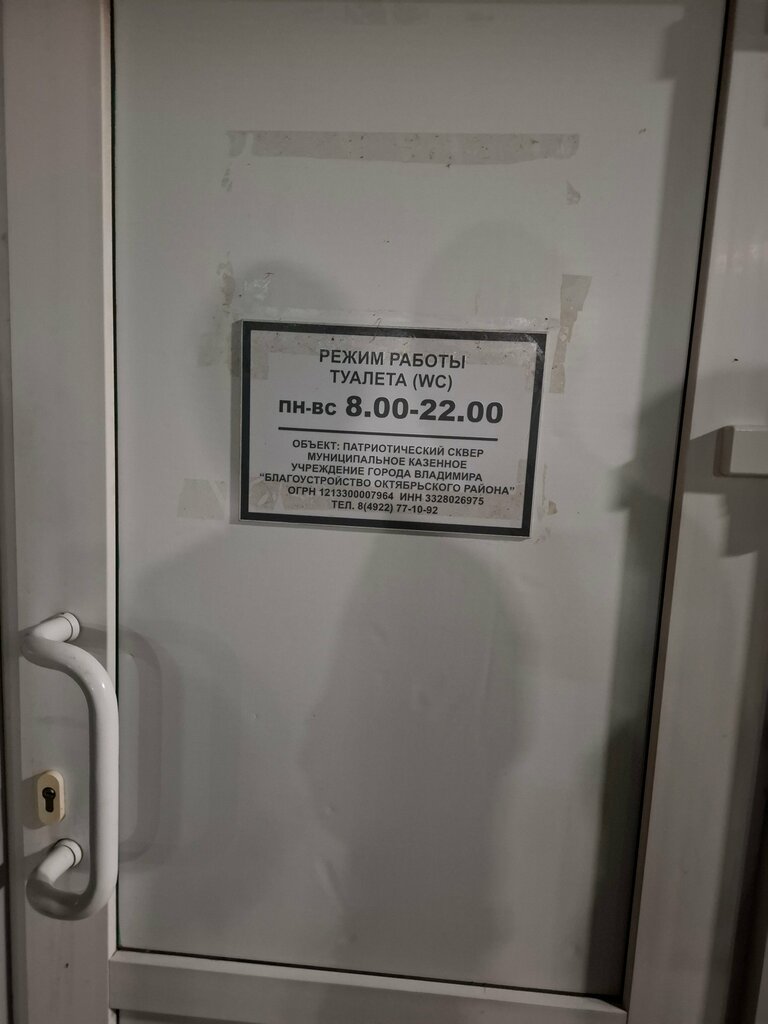 РЕЖИМ РАБОТЫ
ТУАЛЕТА (WC)
ПН-ВС 8.00-22.00
ОБЪЕКТ: ПАТРИОТИЧЕСКИЙ СКВЕР
МУНИЦИПАЛЬНОЕ КАЗЕННОЕ
УЧРЕЖДЕНИЕ ГОРОДА ВЛАДИМИРА
"БЛАГОУСТРОЙСТВО ОКТЯБРЬСКОГО РАЙОНА"
ОГРН 1213300007964 ИНН 3328026975
ТЕЛ. 8(4922) 77-10-92